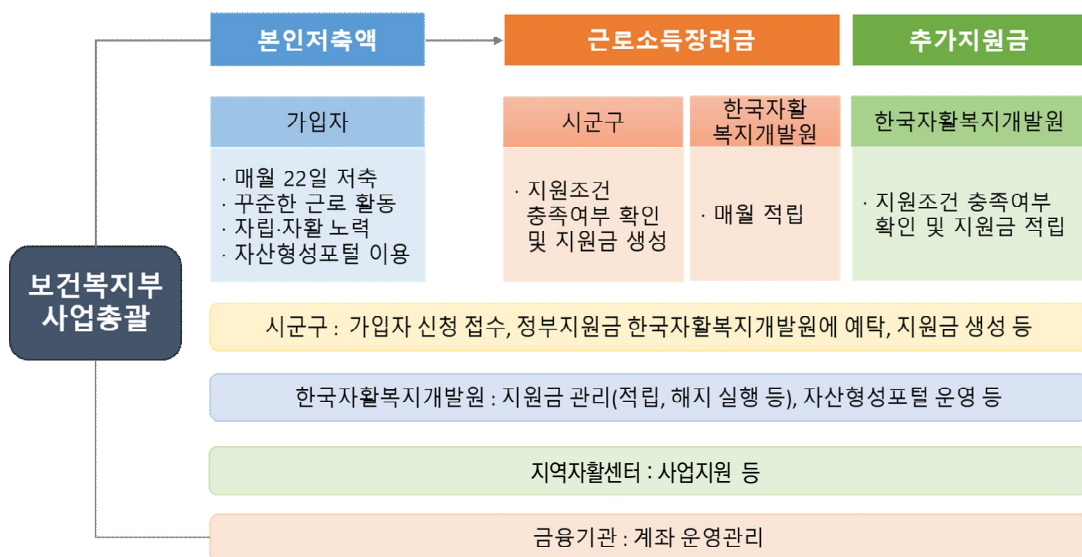 본인저축액
근로소득장려금
추가지원금
가입자
· 매월 22일 저축
· 꾸준한 근로 활동
· 자립·자활 노력
· 자산형성포털 이용
시군구
· 지원조건
충족여부 확인
및 지원금 생성
한국자활
복지개발원
· 매월 적립
한국자활복지개발원
· 지원조건 충족여부
확인 및 지원금 적립
보건복지부
사업총괄
시군구 : 가입자 신청 접수, 정부지원금 한국자활복지개발원에 예탁, 지원금 생성 등
한국자활복지개발원 : 지원금 관리(적립, 해지 실행 등), 자산형성포털 운영 등
지역자활센터 : 사업지원 등
금융기관 : 계좌 운영관리